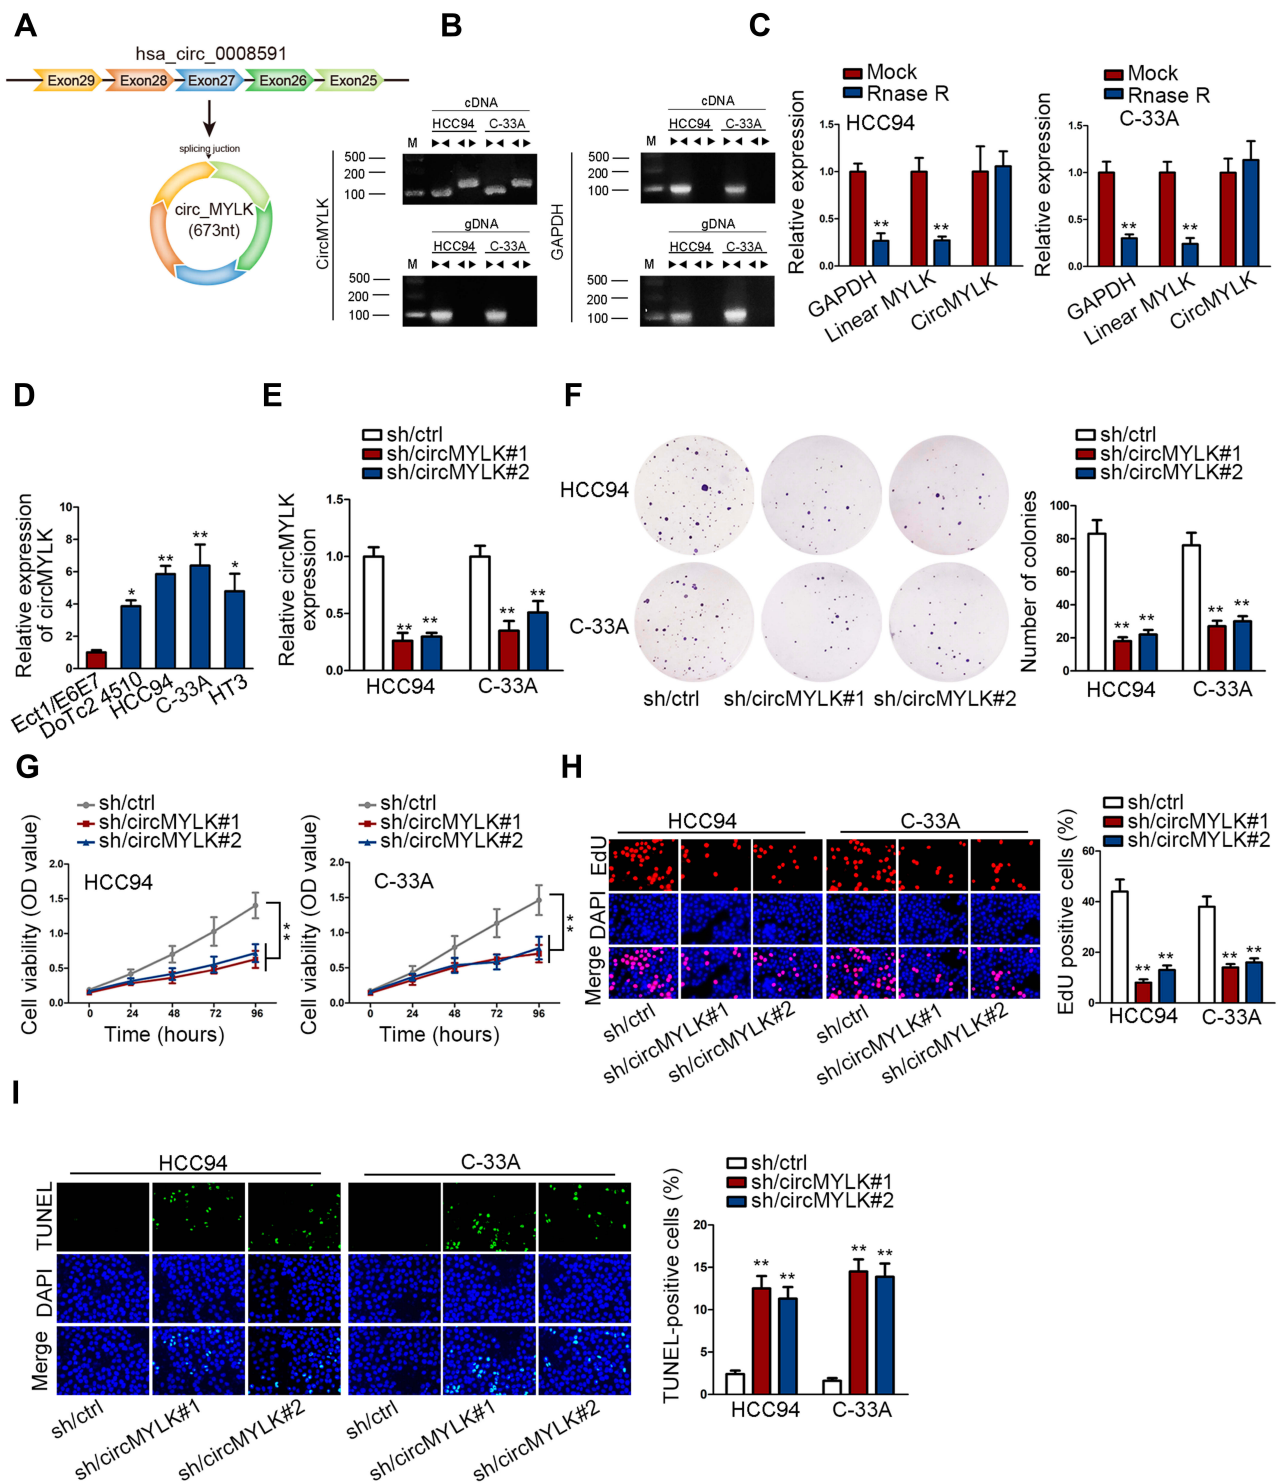 A
hsa_circ_0008591
Exon29 Exon28 Exon27 Exon26 Exon25
splicing juction
circ_MYLK
(673nt)
B
CircMYLK
cDNA
HCC94 C-33A
M
500
200
100
gDNA
HCC94 C-33A
M
500
200
100
GAPDH
cDNA
HCC94 C-33A
M
500
200
100
gDNA
HCC94 C-33A
M
500
200
100
C
Mock
Rnase R
HCC94
Relative expression
1.5
1.0
0.5
0.0
** **
GAPDH Linear MYLK CircMYLK
Mock
Rnase R
C-33A
Relative expression
1.5
1.0
0.5
0.0
** **
GAPDH Linear MYLK CircMYLK
D
Relative expression
of circMYLK
10
8
6
4
2
0
* ** ** *
Ect1/E6E7 DoTc2 4510 HCC94 C-33A HT3
E
sh/ctrl
sh/circMYLK#1
sh/circMYLK#2
Relative circMYLK
expression
1.5
1.0
0.5
0.0
** ** ** **
HCC94 C-33A
F
HCC94
C-33A
sh/ctrl sh/circMYLK#1 sh/circMYLK#2
sh/ctrl
sh/circMYLK#1
sh/circMYLK#2
Number of colonies
100
80
60
40
20
0
** ** ** **
HCC94 C-33A
G
sh/ctrl
sh/circMYLK#1
sh/circMYLK#2
HCC94
Cell viability (OD value)
2.0
1.5
1.0
0.5
0.0
**
0 24 48 72 96
Time (hours)
sh/ctrl
sh/circMYLK#1
sh/circMYLK#2
C-33A
Cell viability (OD value)
2.0
1.5
1.0
0.5
0.0
**
0 24 48 72 96
Time (hours)
H
HCC94 C-33A
EdU
DAPI
Merge
sh/ctrl sh/circMYLK#1 sh/circMYLK#2 sh/ctrl sh/circMYLK#1 sh/circMYLK#2
sh/ctrl
sh/circMYLK#1
sh/circMYLK#2
EdU positive cells (%)
60
40
20
0
** ** ** **
HCC94 C-33A
I
HCC94 C-33A
TUNEL
DAPI
Merge
sh/ctrl sh/circMYLK#1 sh/circMYLK#2 sh/ctrl sh/circMYLK#1 sh/circMYLK#2
sh/ctrl
sh/circMYLK#1
sh/circMYLK#2
TUNEL-positive cells (%)
20
15
10
5
0
** ** ** **
HCC94 C-33A